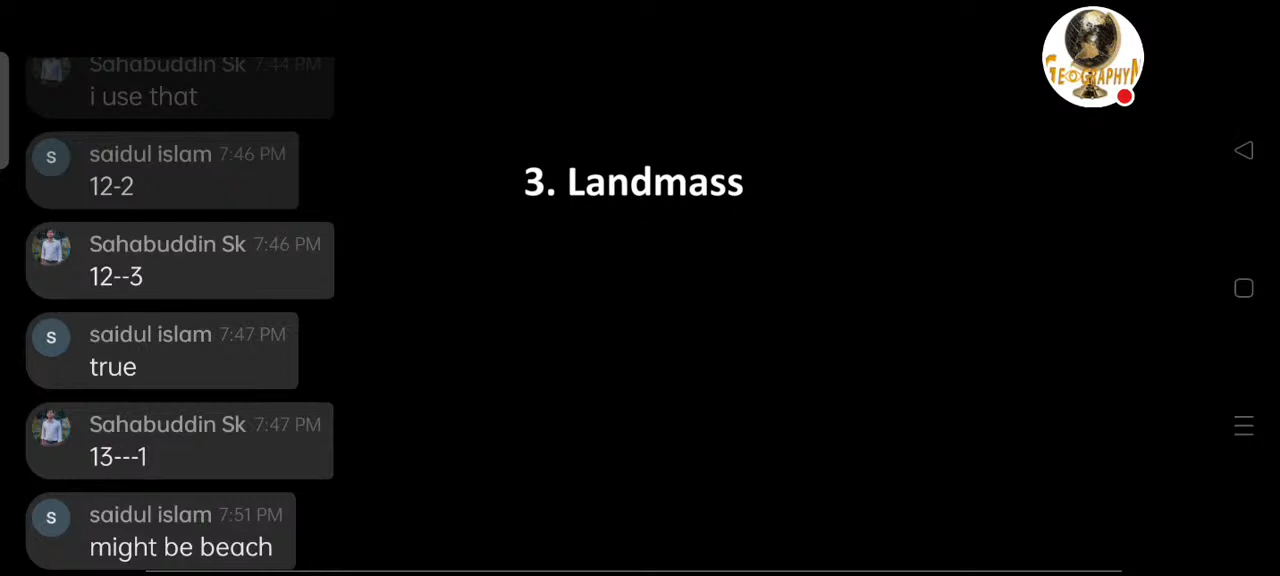 Sahabuddin Sk 7:44 PM
i use that
S
saidul islam 7:46 PM
12-2
Sahabuddin Sk 7:46 PM
12--3
S
saidul islam 7:47 PM
true
Sahabuddin Sk 7:47 PM
13---1
S
saidul islam 7:51 PM
might be beach
3. Landmass
GEOGRAPHY